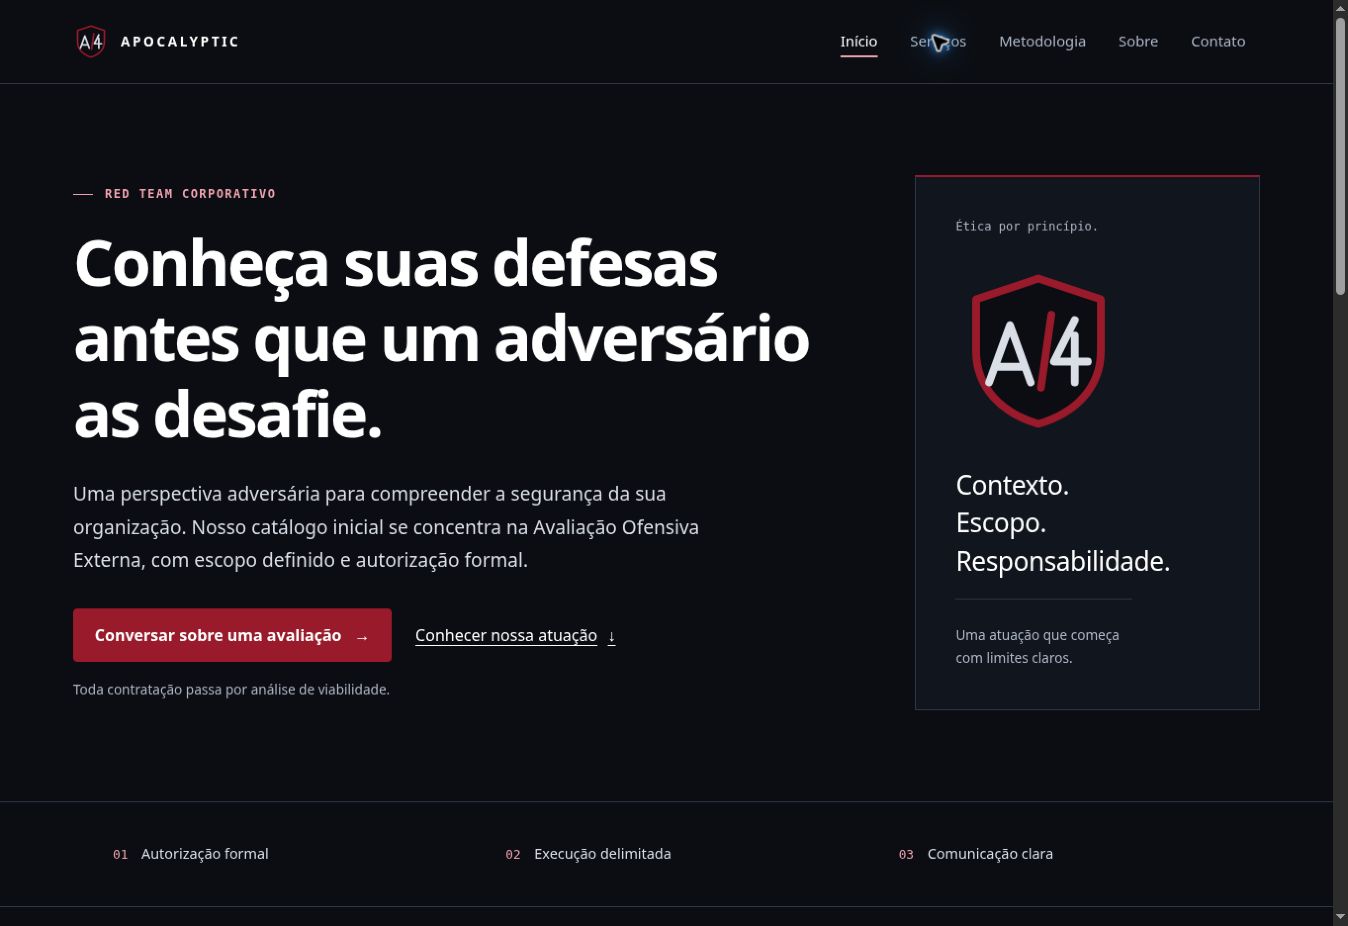 A/4 APOCALYPTIC
Início Serviços Metodologia Sobre Contato
RED TEAM CORPORATIVO
Conheça suas defesas
antes que um adversário
as desafie.
Uma perspectiva adversária para compreender a segurança da sua
organização. Nosso catálogo inicial se concentra na Avaliação Ofensiva
Externa, com escopo definido e autorização formal.
Conversar sobre uma avaliação → Conhecer nossa atuação ↓
Toda contratação passa por análise de viabilidade.
Ética por princípio.
A/4
Contexto.
Escopo.
Responsabilidade.
Uma atuação que começa
com limites claros.
01 Autorização formal
02 Execução delimitada
03 Comunicação clara